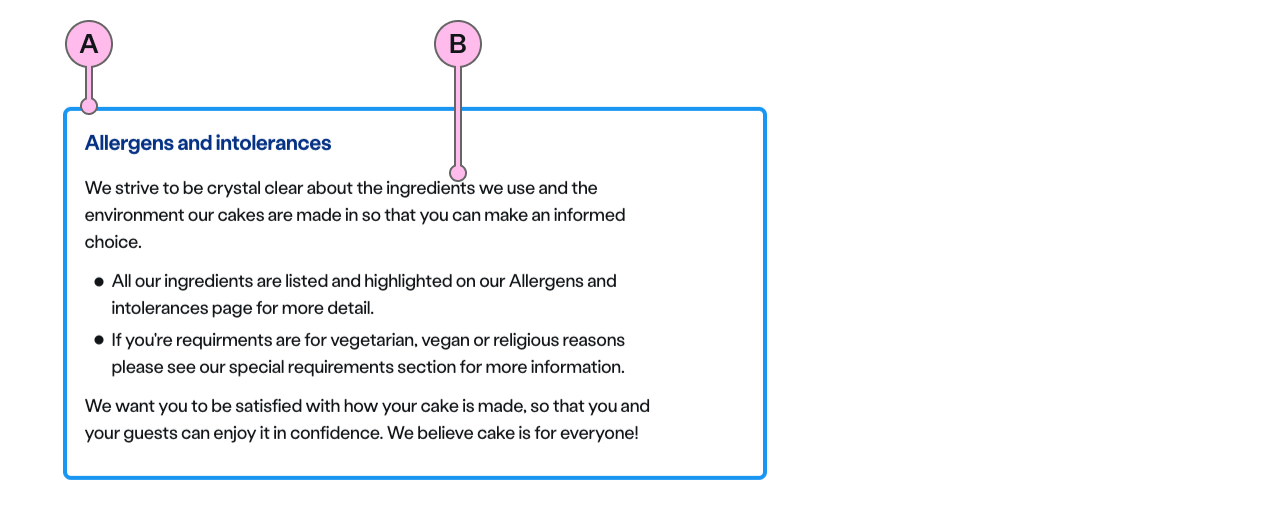 A
B
Allergens and intolerances
We strive to be crystal clear about the ingredients we use and the
environment our cakes are made in so that you can make an informed
choice.
All our ingredients are listed and highlighted on our Allergens and
intolerances page for more detail.
If you're requirments are for vegetarian, vegan or religious reasons
please see our special requirements section for more information.
We want you to be satisfied with how your cake is made, so that you and
your guests can enjoy it in confidence. We believe cake is for everyone!